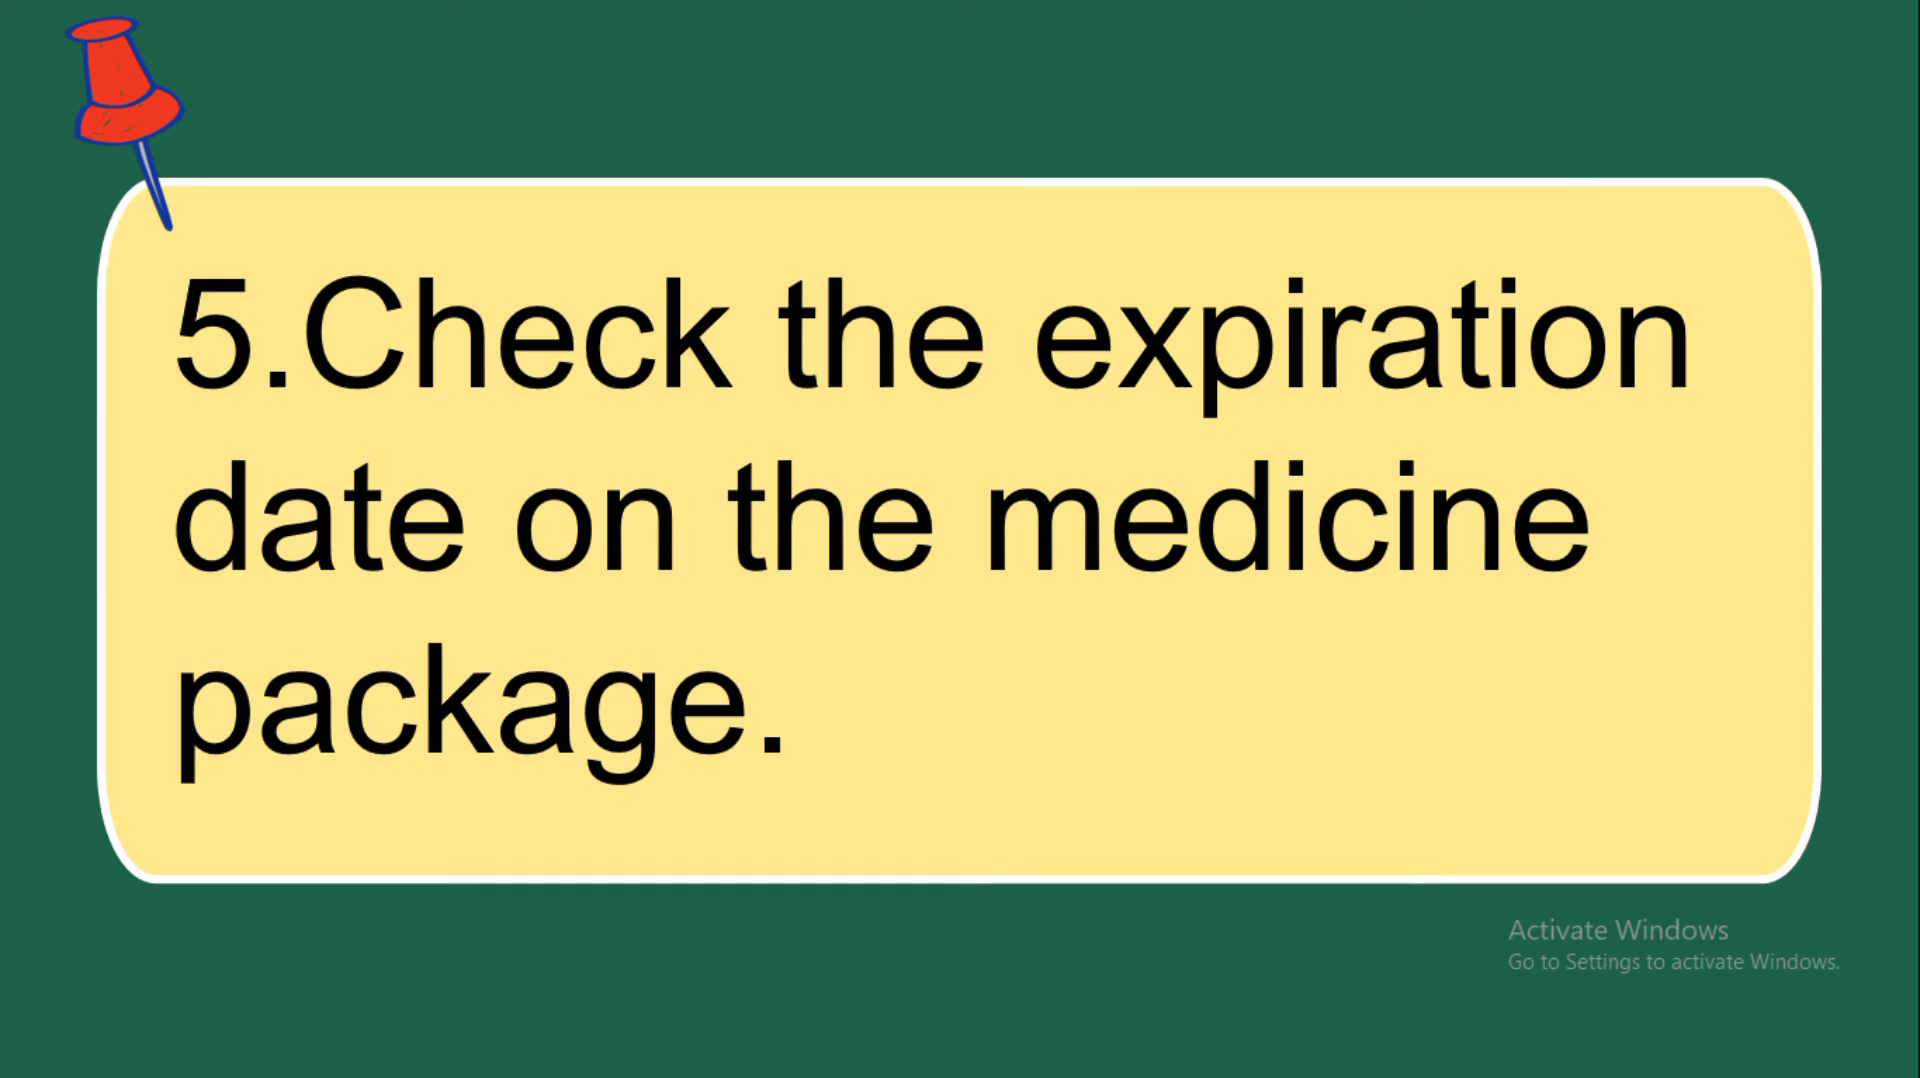 5.Check the expiration
date on the medicine
package.
Activate Windows
Go to Settings to activate Windows.